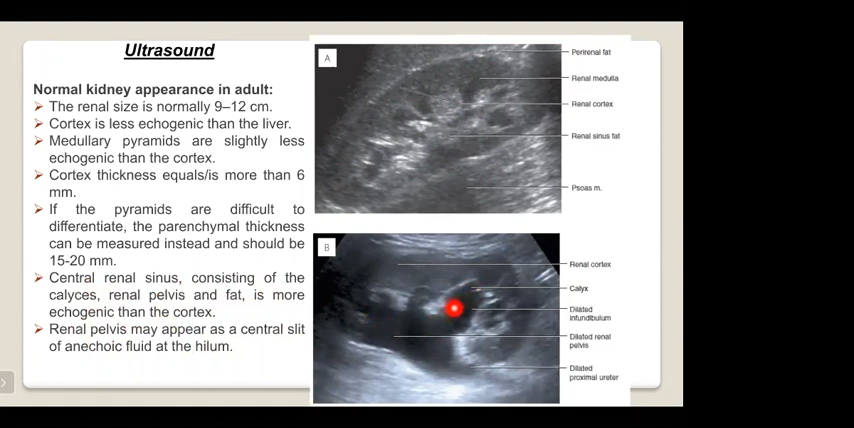 Ultrasound
Normal kidney appearance in adult:
➢ The renal size is normally 9–12 cm.
➢ Cortex is less echogenic than the liver.
➢ Medullary pyramids are slightly less
echogenic than the cortex.
➢ Cortex thickness equals/is more than 6
mm.
➢ If the pyramids are difficult to
differentiate, the parenchymal thickness
can be measured instead and should be
15-20 mm.
➢ Central renal sinus, consisting of the
calyces, renal pelvis and fat, is more
echogenic than the cortex.
➢ Renal pelvis may appear as a central slit
of anechoic fluid at the hilum.
A
Perirenal fat
Renal medulla
Renal cortex
Renal sinus fat
Psoas m.
B
Renal cortex
Calyx
Dilated
infundibulum
Dilated renal
pelvis
Dilated
proximal ureter